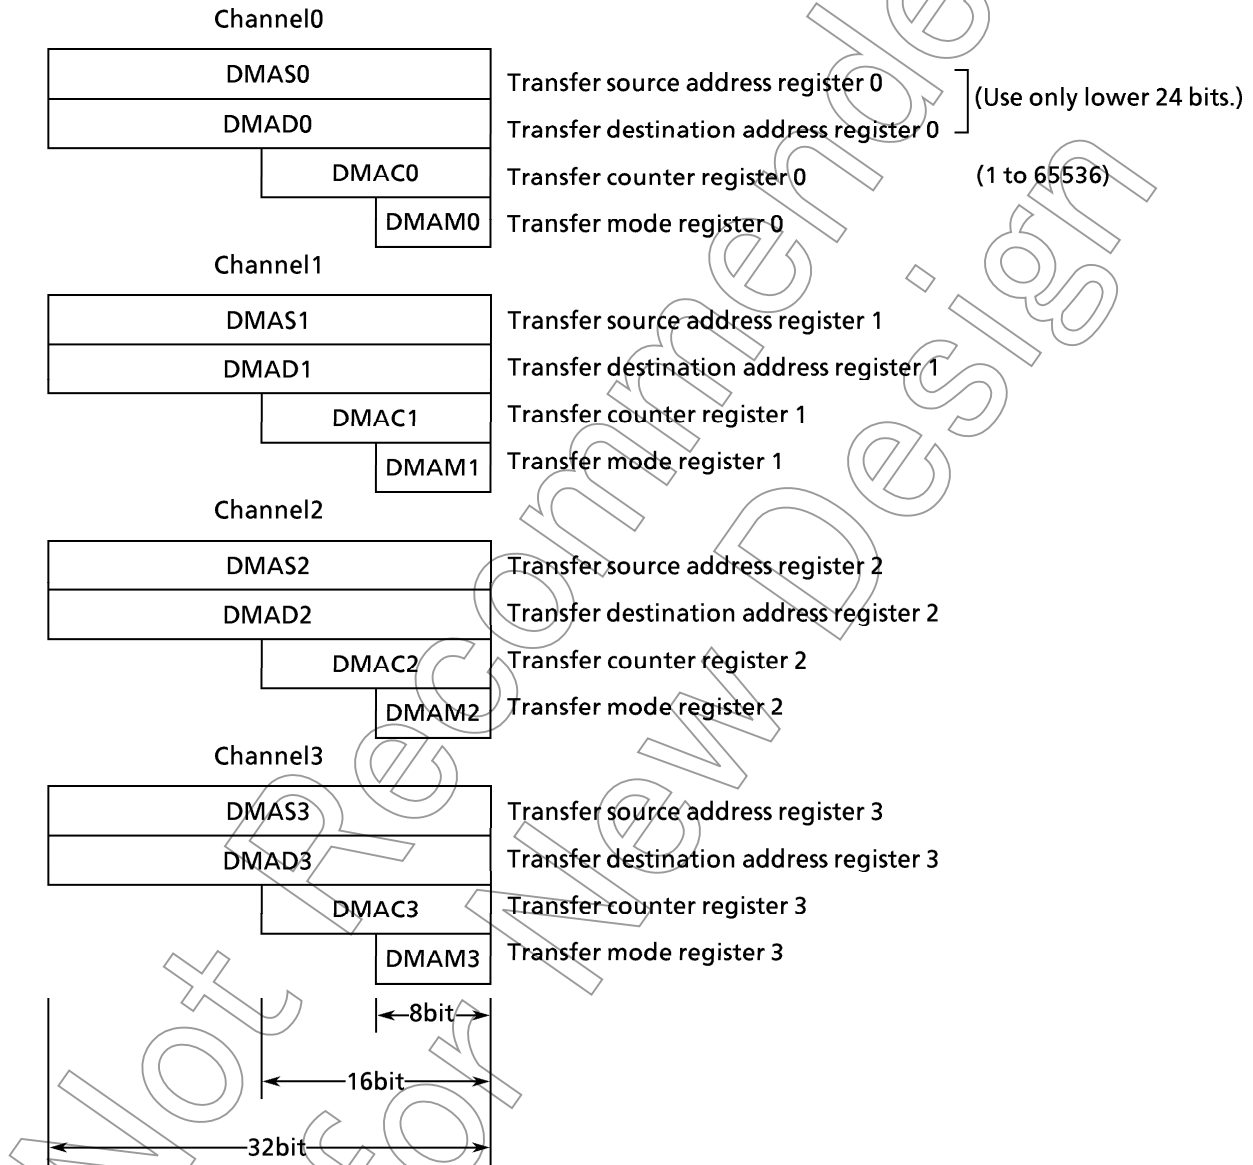 Channel0
DMAS0 Transfer source address register 0
(Use only lower 24 bits.)
DMAD0 Transfer destination address register 0
DMAC0 Transfer counter register 0 (1 to 65536)
DMAM0 Transfer mode register 0
Channel1
DMAS1 Transfer source address register 1
DMAD1 Transfer destination address register 1
DMAC1 Transfer counter register 1
DMAM1 Transfer mode register 1
Channel2
DMAS2 Transfer source address register 2
DMAD2 Transfer destination address register 2
DMAC2 Transfer counter register 2
DMAM2 Transfer mode register 2
Channel3
DMAS3 Transfer source address register 3
DMAD3 Transfer destination address register 3
DMAC3 Transfer counter register 3
DMAM3 Transfer mode register 3
8bit
16bit
32bit
Not Recommende
for New Design